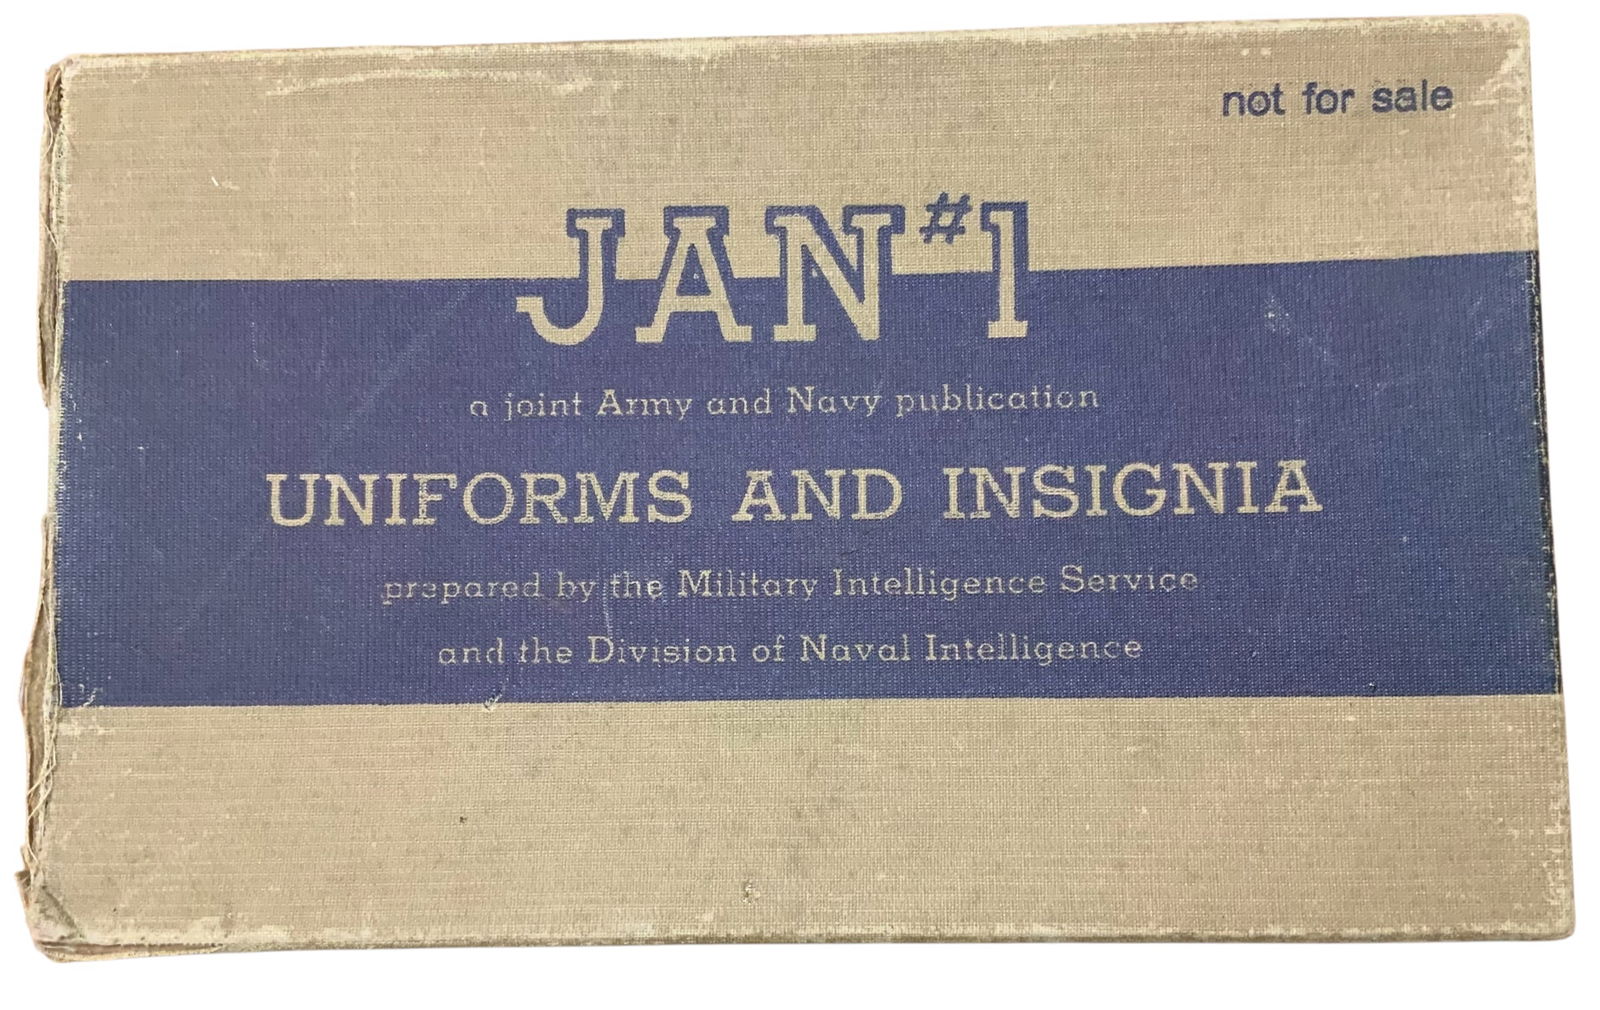 not for sale
JAN #1
a joint Army and Navy publication
UNIFORMS AND INSIGNIA
prepared by the Military Intelligence Service
and the Division of Naval Intelligence